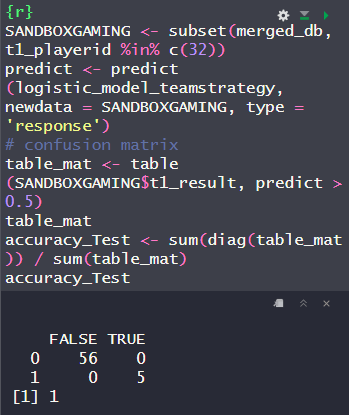 {r}
SANDBOXGAMING <- subset(merged_db,
t1_playerid %in% c(32))
predict <- predict
(logistic_model_teamstrategy,
newdata = SANDBOXGAMING, type =
'response')
# confusion matrix
table_mat <- table
(SANDBOXGAMING$t1_result, predict >
0.5)
table_mat
accuracy_Test <- sum(diag(table_mat
)) / sum(table_mat)
accuracy_Test
FALSE TRUE
0 56 0
1 0 5
[1] 1